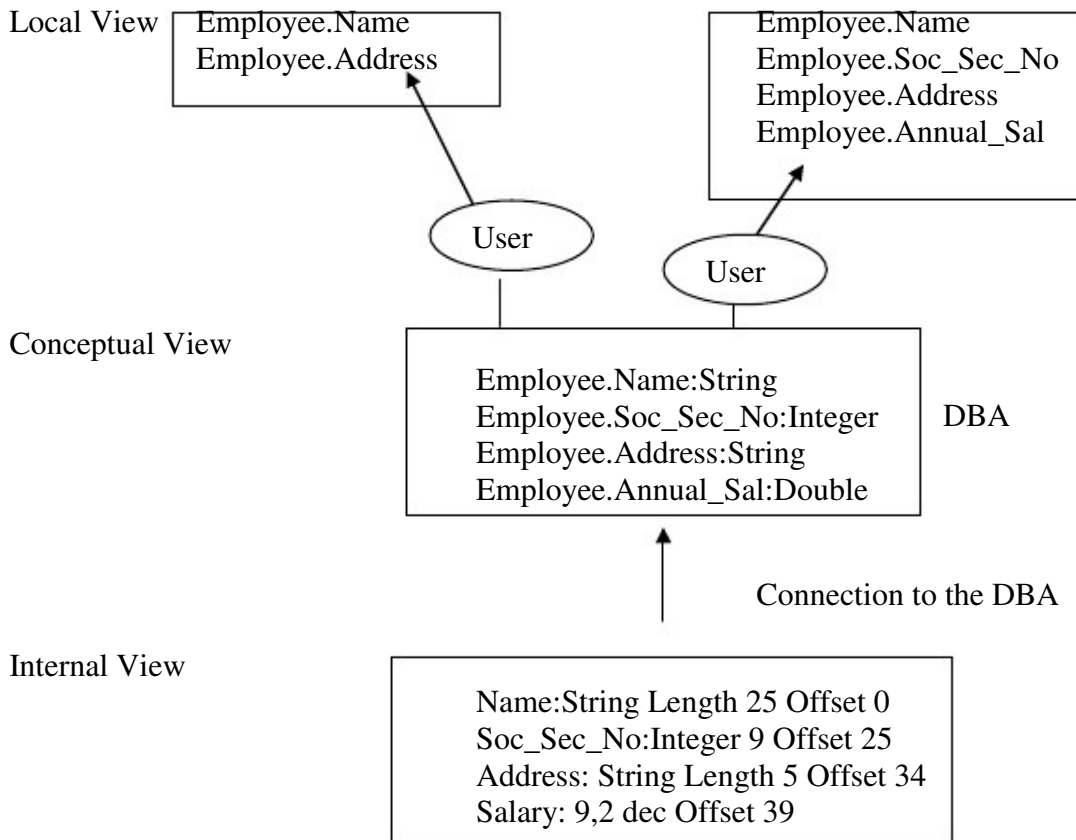 Local View
Employee.Name
Employee.Address
Employee.Name
Employee.Soc_Sec_No
Employee.Address
Employee.Annual_Sal
User
User
Conceptual View
Employee.Name:String
Employee.Soc_Sec_No:Integer
Employee.Address:String
Employee.Annual_Sal:Double
DBA
Connection to the DBA
Internal View
Name:String Length 25 Offset 0
Soc_Sec_No:Integer 9 Offset 25
Address: String Length 5 Offset 34
Salary: 9,2 dec Offset 39